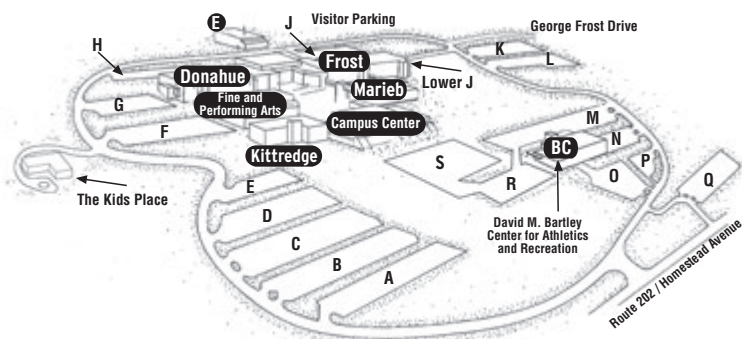 E
J
Visitor Parking
George Frost Drive
H
Frost
K
L
Donahue
Lower J
Marieb
G
Fine and
Performing Arts
Campus Center
M
F
BC
N
Kittredge
S
P
R
O
Q
The Kids Place
E
D
David M. Bartley
Center for Athletics
and Recreation
C
B
A
Route 202 / Homestead Avenue